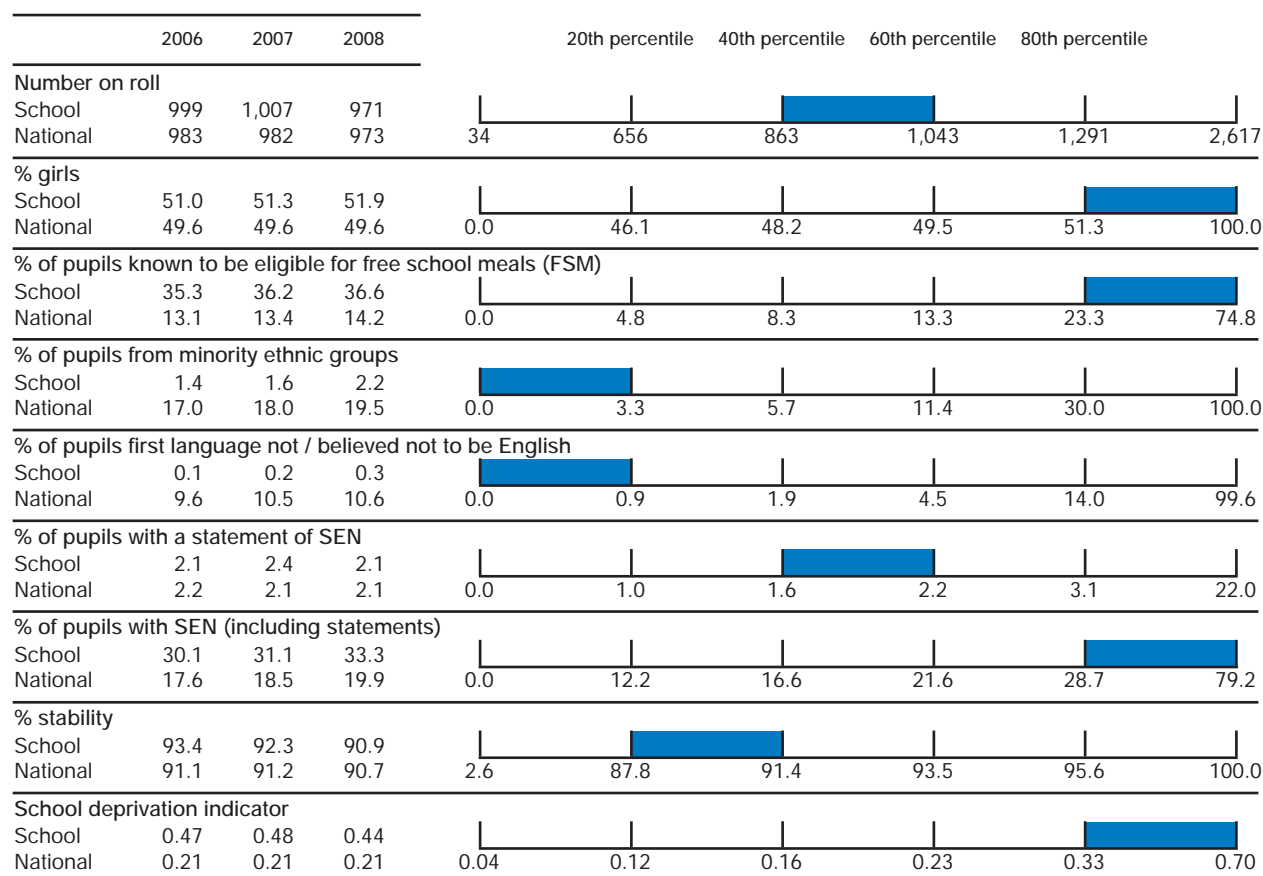 2006 2007 2008 20th percentile 40th percentile 60th percentile 80th percentile
Number on roll
School 999 1,007 971
National 983 982 973 34 656 863 1,043 1,291 2,617
% girls
School 51.0 51.3 51.9
National 49.6 49.6 49.6 0.0 46.1 48.2 49.5 51.3 100.0
% of pupils known to be eligible for free school meals (FSM)
School 35.3 36.2 36.6
National 13.1 13.4 14.2 0.0 4.8 8.3 13.3 23.3 74.8
% of pupils from minority ethnic groups
School 1.4 1.6 2.2
National 17.0 18.0 19.5 0.0 3.3 5.7 11.4 30.0 100.0
% of pupils first language not / believed not to be English
School 0.1 0.2 0.3
National 9.6 10.5 10.6 0.0 0.9 1.9 4.5 14.0 99.6
% of pupils with a statement of SEN
School 2.1 2.4 2.1
National 2.2 2.1 2.1 0.0 1.0 1.6 2.2 3.1 22.0
% of pupils with SEN (including statements)
School 30.1 31.1 33.3
National 17.6 18.5 19.9 0.0 12.2 16.6 21.6 28.7 79.2
% stability
School 93.4 92.3 90.9
National 91.1 91.2 90.7 2.6 87.8 91.4 93.5 95.6 100.0
School deprivation indicator
School 0.47 0.48 0.44
National 0.21 0.21 0.21 0.04 0.12 0.16 0.23 0.33 0.70